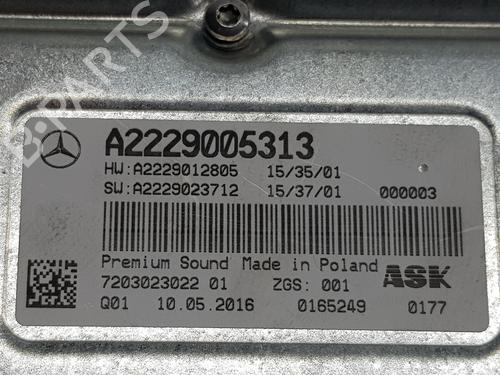 A2229005313
HW:A2229012805 15/35/01
SW:A2229023712 15/37/01 000003
Premium Sound Made in Poland ASK
7203023022 01 ZGS: 001
Q01 10.05.2016 0165249 0177
B-PARTS